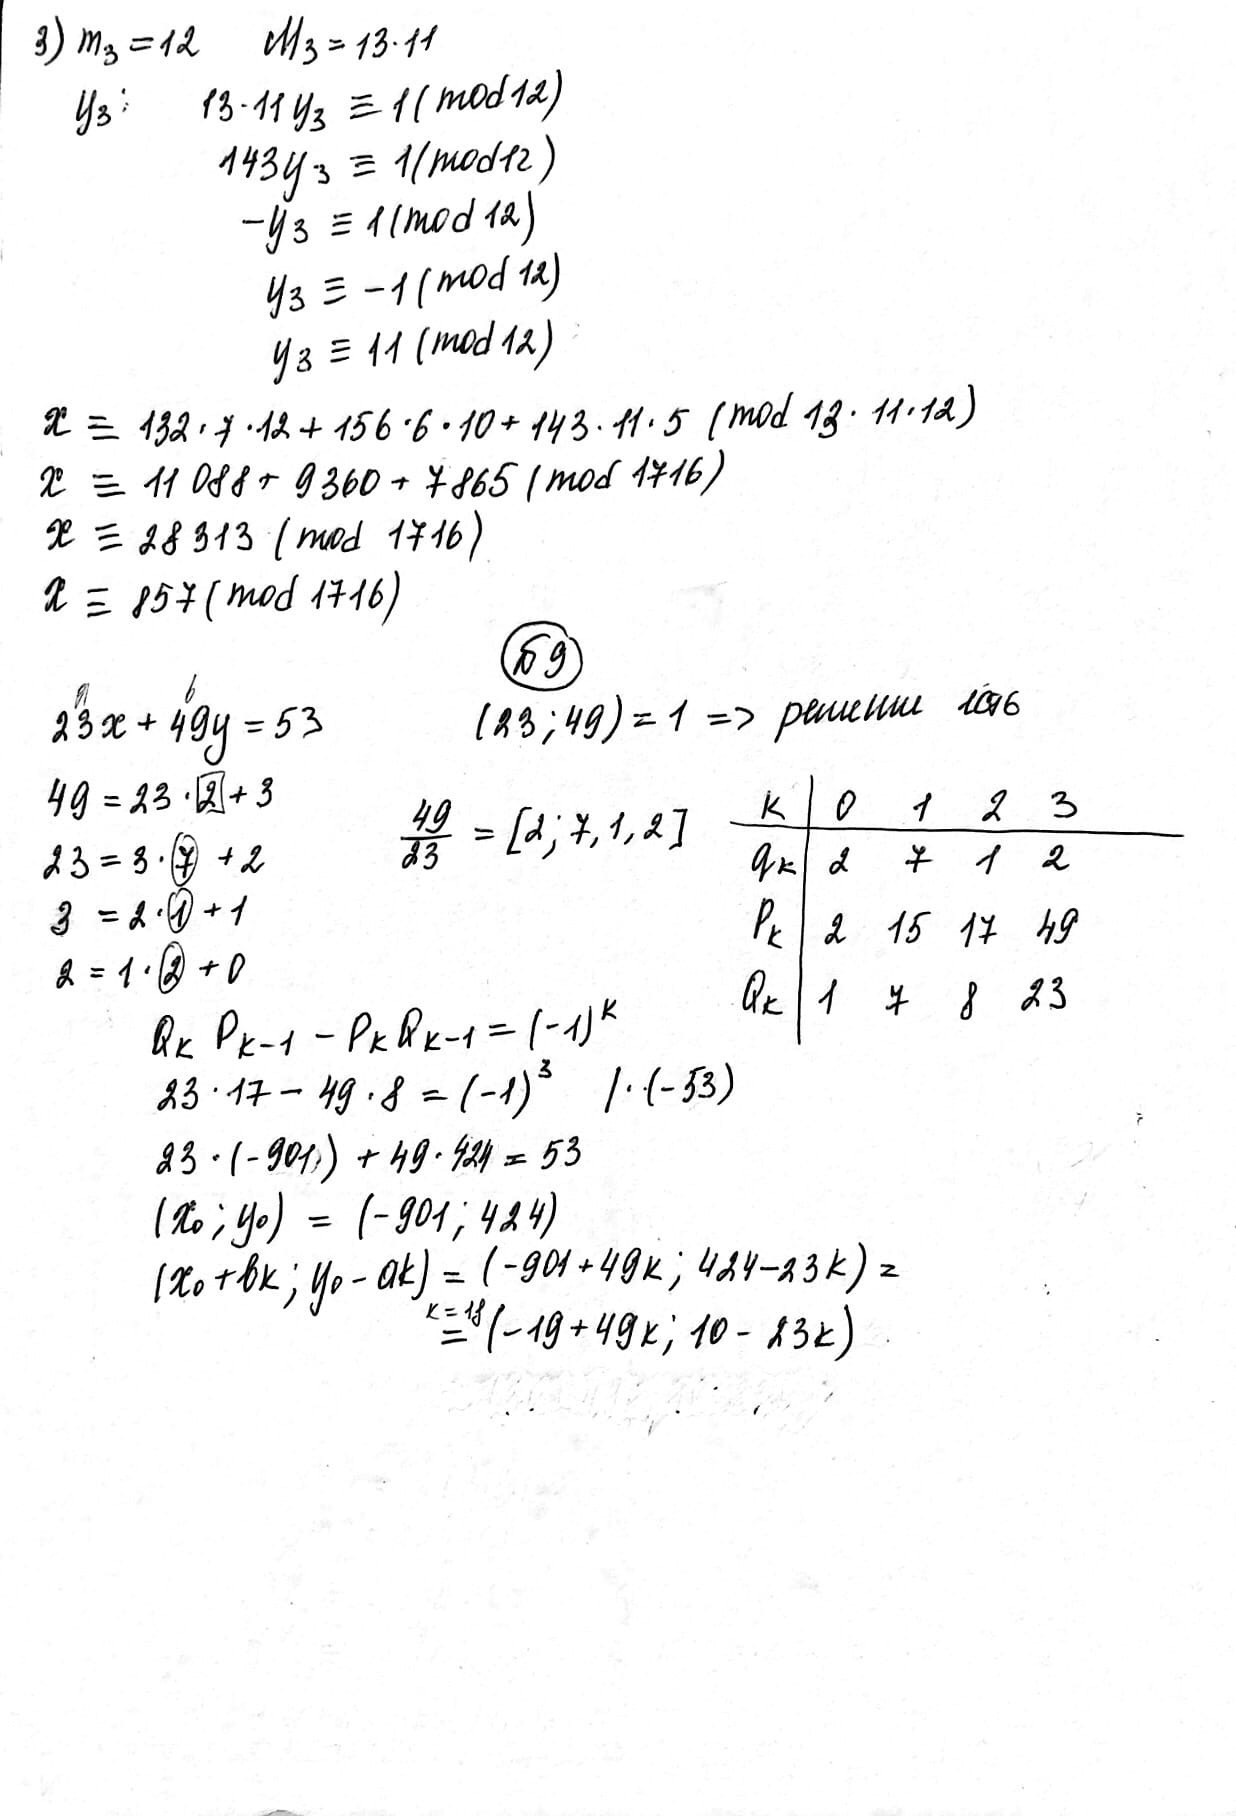 3) m₃ = 12 M₃ = 13·11
y₃: 13·11y₃ ≡ 1(mod 12)
143y₃ ≡ 1(mod 12)
-y₃ ≡ 1(mod 12)
y₃ ≡ -1(mod 12)
y₃ ≡ 11(mod 12)
x ≡ 132·7·12 + 156·6·10 + 143·11·5 (mod 13·11·12)
x ≡ 11 088 + 9360 + 7865 (mod 1716)
x ≡ 28313 (mod 1716)
x ≡ 857 (mod 1716)
Б9
a b
23x + 49y = 53 (23; 49) = 1 => решение есть
49 = 23·2 + 3
23 = 3·7 + 2
3 = 2·1 + 1
2 = 1·2 + 0
49/23 = [2; 7, 1, 2]
k | 0 1 2 3
qₖ | 2 7 1 2
Pₖ | 2 15 17 49
Qₖ | 1 7 8 23
Qₖ Pₖ₋₁ - Pₖ Qₖ₋₁ = (-1)ᵏ
23·17 - 49·8 = (-1)³ /·(-53)
23·(-901) + 49·424 = 53
(x₀; y₀) = (-901; 424)
(x₀ + bk; y₀ - ak) = (-901 + 49k; 424 - 23k) =
k = 18
= (-19 + 49k; 10 - 23k)